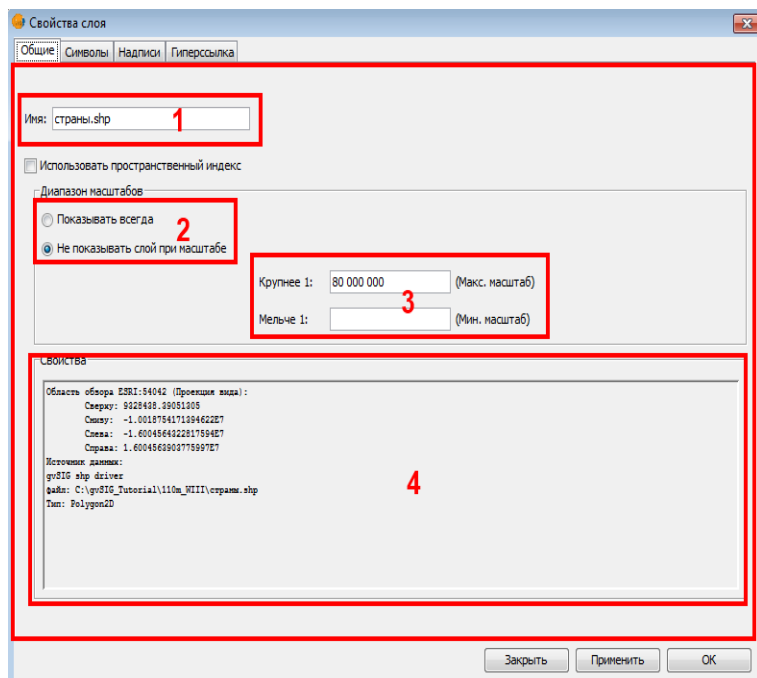 Свойства слоя
Общие Символы Надписи Гиперссылка
Имя: страны.shp 1
Использовать пространственный индекс
Диапазон масштабов
Показывать всегда
2
Не показывать слой при масштабе
Крупнее 1: 80 000 000 (Макс. масштаб)
3
Мельче 1: (Мин. масштаб)
Свойства
Область обзора ESRI:54042 (Проекция вида):
Сверху: 9328438.39051305
Снизу: -1.0018754171394622E7
Слева: -1.6004564322817594E7
Справа: 1.6004563903775997E7
Источник данных:
gvSIG shp driver
файл: C:\gvSIG_Tutorial\110m_WIII\страны.shp
Тип: Polygon2D
4
Закрыть Применить OK